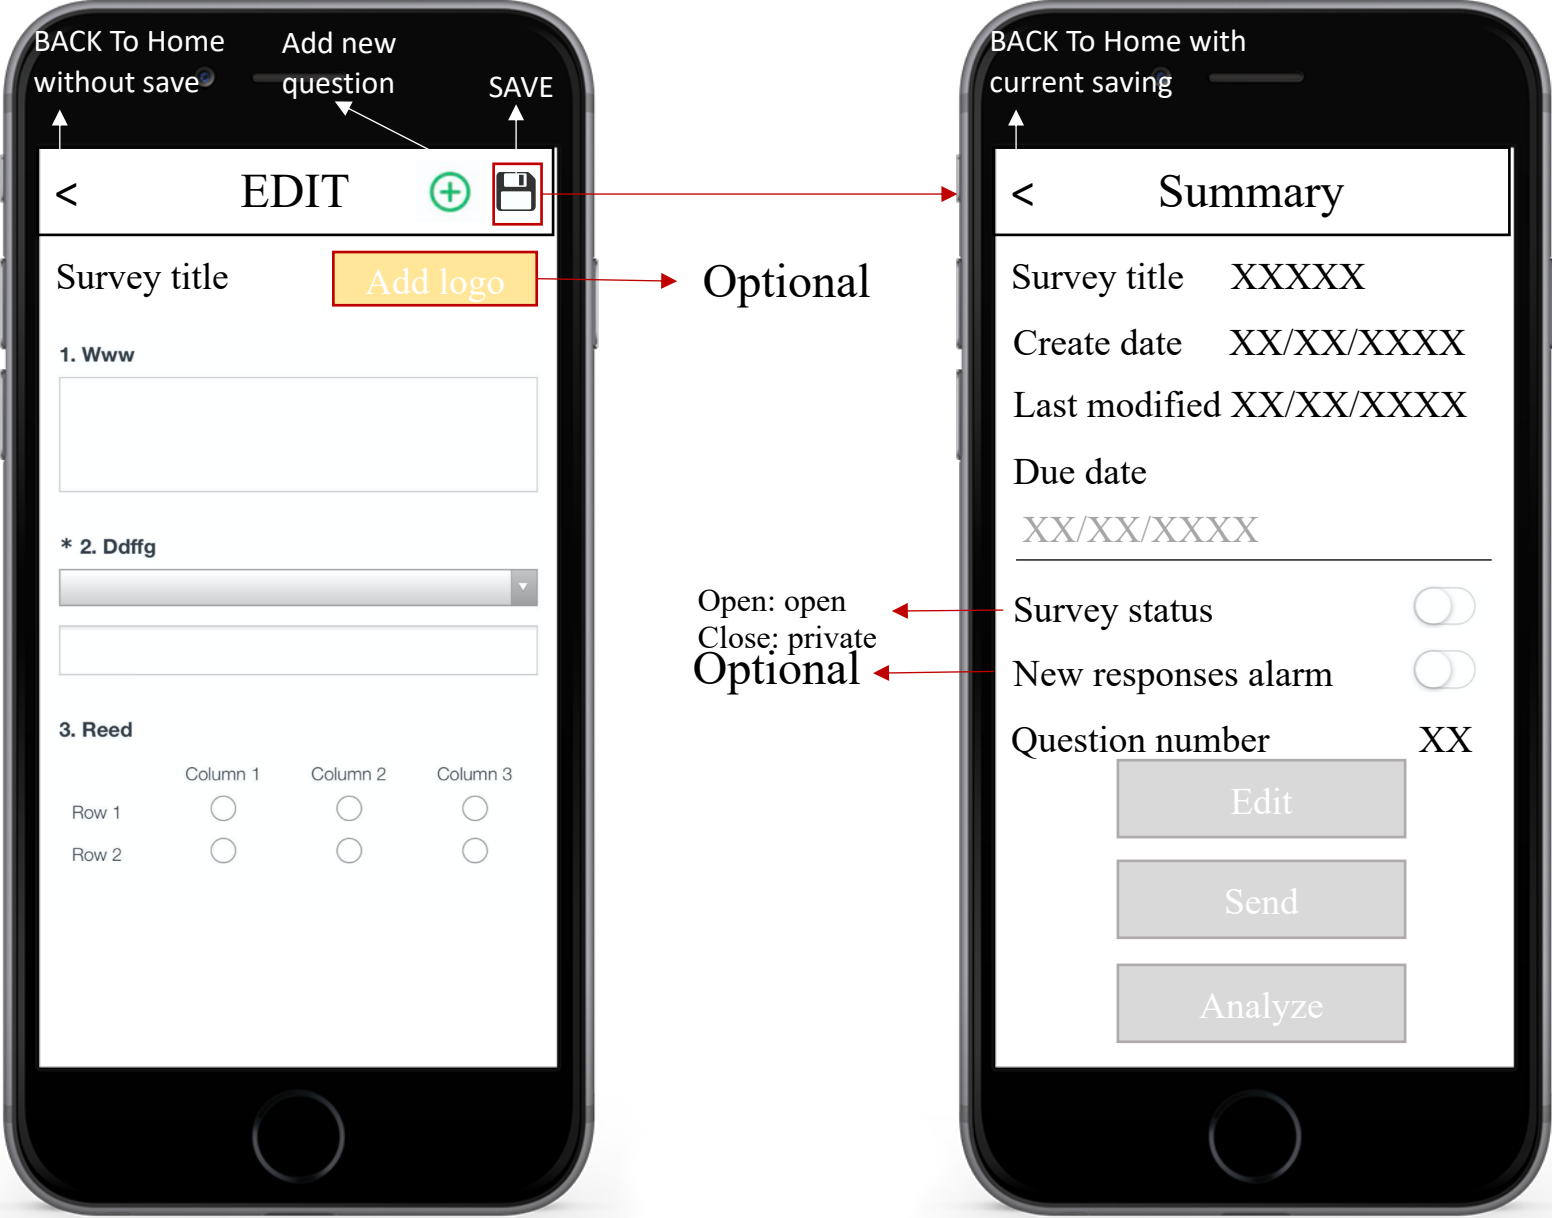 BACK To Home
without save
Add new
question
SAVE
< EDIT
Survey title
Add logo
1. Www
* 2. Ddffg
3. Reed
Column 1 Column 2 Column 3
Row 1
Row 2
Optional
Open: open
Close: private
Optional
BACK To Home with
current saving
< Summary
Survey title XXXXX
Create date XX/XX/XXXX
Last modified XX/XX/XXXX
Due date
XX/XX/XXXX
Survey status
New responses alarm
Question number XX
Edit
Send
Analyze